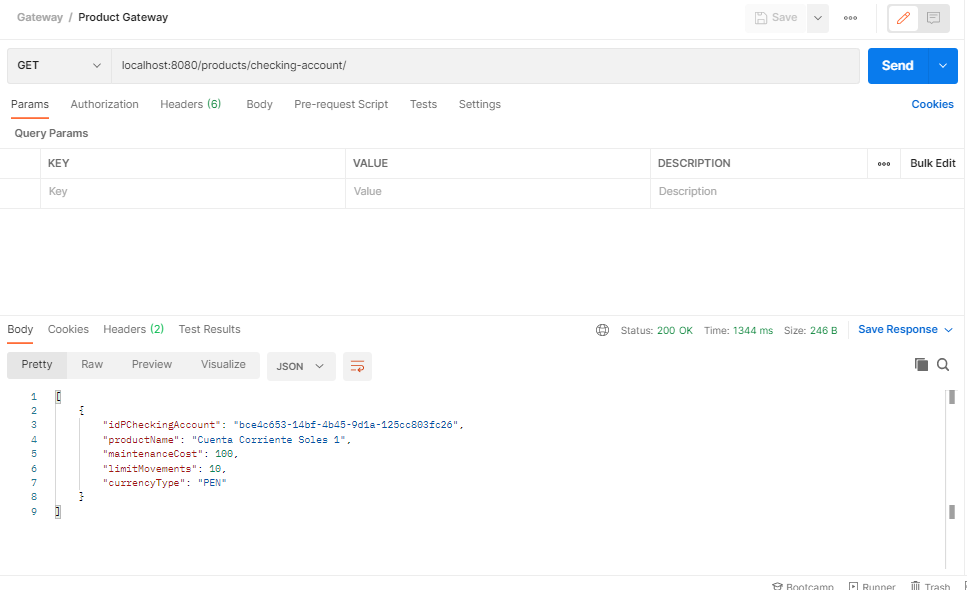 Gateway / Product Gateway
Save
GET localhost:8080/products/checking-account/ Send
Params Authorization Headers (6) Body Pre-request Script Tests Settings Cookies
Query Params
KEY VALUE DESCRIPTION Bulk Edit
Key Value Description
Body Cookies Headers (2) Test Results Status: 200 OK Time: 1344 ms Size: 246 B Save Response
Pretty Raw Preview Visualize JSON
1 [
2 {
3 "idPCheckingAccount": "bce4c653-14bf-4b45-9d1a-125cc803fc26",
4 "productName": "Cuenta Corriente Soles 1",
5 "maintenanceCost": 100,
6 "limitMovements": 10,
7 "currencyType": "PEN"
8 }
9 ]
Bootcamp Runner Trash